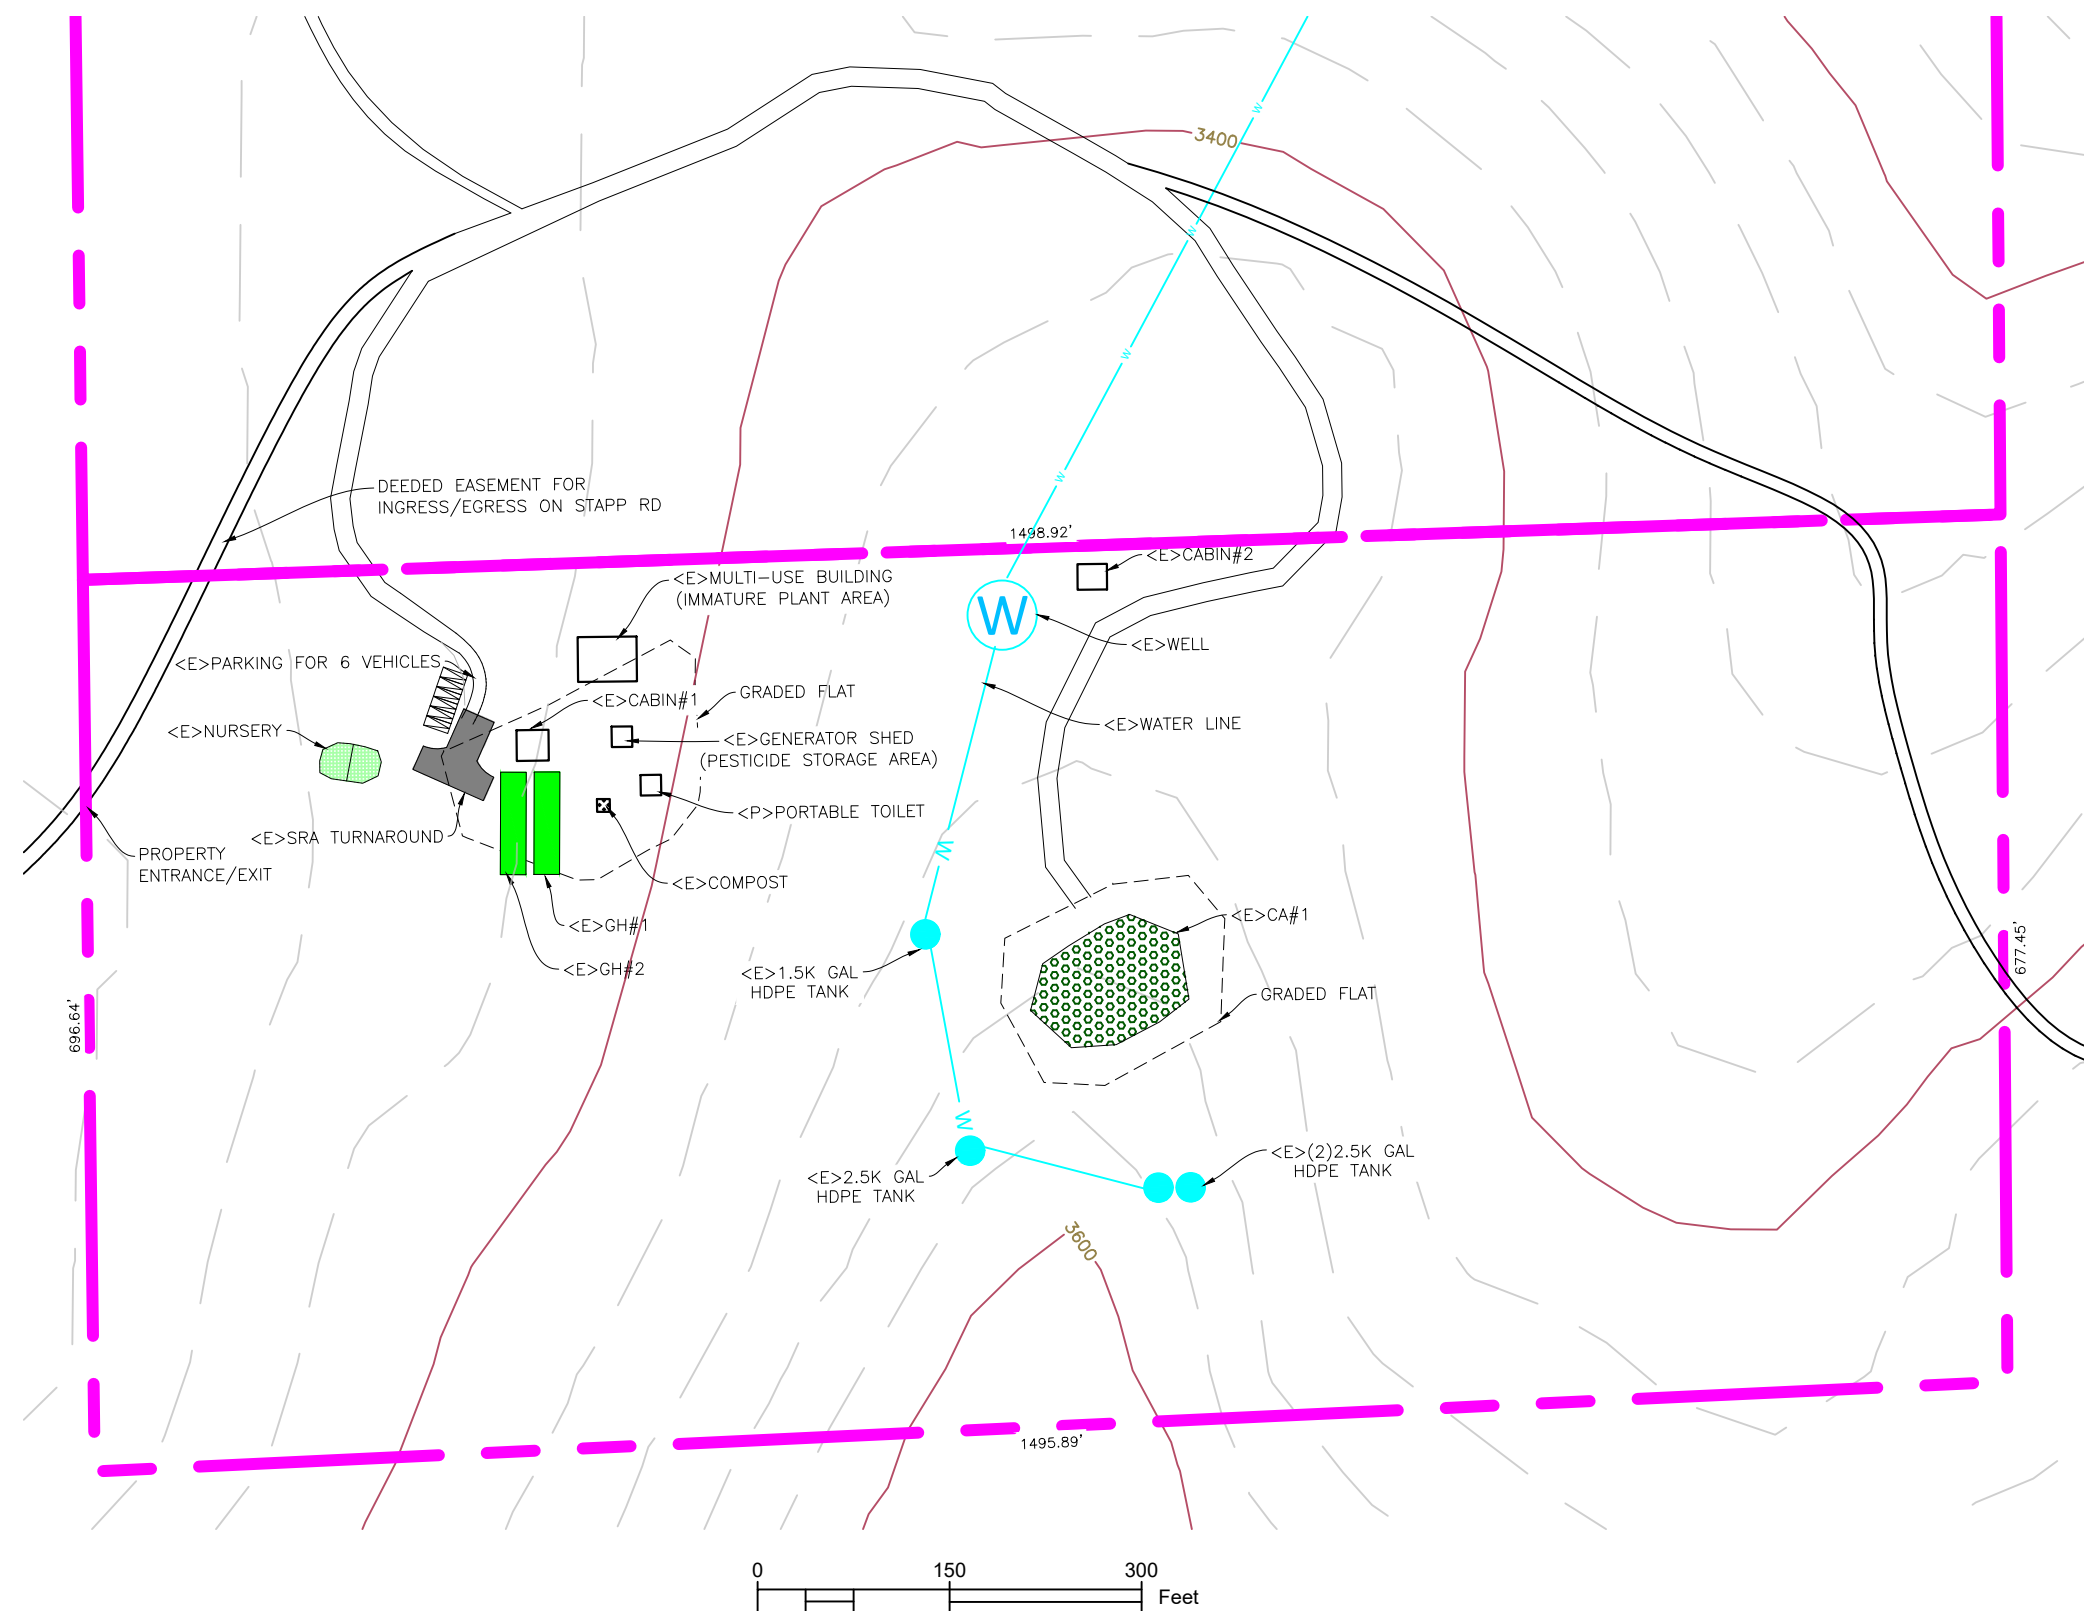 3400
W
W
W
W
DEEDED EASEMENT FOR
INGRESS/EGRESS ON STAPP RD
1498.92'
<E>CABIN#2
<E>MULTI-USE BUILDING
(IMMATURE PLANT AREA)
W
<E>WELL
<E>PARKING FOR 6 VEHICLES
<E>CABIN#1
GRADED FLAT
<E>NURSERY
<E>WATER LINE
<E>GENERATOR SHED
(PESTICIDE STORAGE AREA)
<P>PORTABLE TOILET
<E>SRA TURNAROUND
W
PROPERTY
ENTRANCE/EXIT
<E>COMPOST
<E>GH#1
<E>CA#1
<E>GH#2
<E>1.5K GAL
HDPE TANK
677.45'
GRADED FLAT
696.64'
W
<E>2.5K GAL
HDPE TANK
<E>(2)2.5K GAL
HDPE TANK
3600
1495.89'
0 150 300
Feet